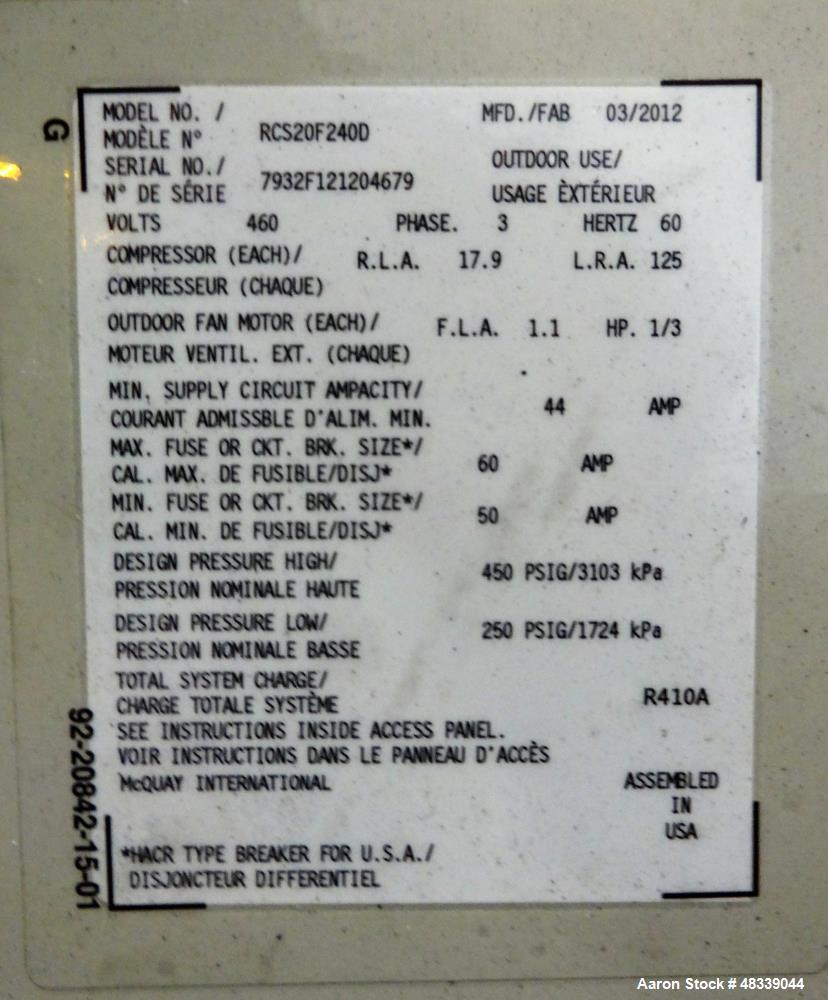 MODEL NO. / MFD./FAB 03/2012
MODÈLE N° RCS20F240D
SERIAL NO./ OUTDOOR USE/
N° DE SÉRIE 7932F121204679 USAGE ÈXTÉRIEUR
VOLTS 460 PHASE. 3 HERTZ 60
COMPRESSOR (EACH)/ R.L.A. 17.9 L.R.A. 125
COMPRESSEUR (CHAQUE)
OUTDOOR FAN MOTOR (EACH)/ F.L.A. 1.1 HP. 1/3
MOTEUR VENTIL. EXT. (CHAQUE)
MIN. SUPPLY CIRCUIT AMPACITY/ 44 AMP
COURANT ADMISSBLE D'ALIM. MIN.
MAX. FUSE OR CKT. BRK. SIZE*/ 60 AMP
CAL. MAX. DE FUSIBLE/DISJ*
MIN. FUSE OR CKT. BRK. SIZE*/ 50 AMP
CAL. MIN. DE FUSIBLE/DISJ*
DESIGN PRESSURE HIGH/ 450 PSIG/3103 kPa
PRESSION NOMINALE HAUTE
DESIGN PRESSURE LOW/ 250 PSIG/1724 kPa
PRESSION NOMINALE BASSE
TOTAL SYSTEM CHARGE/
CHARGE TOTALE SYSTÈME R410A
SEE INSTRUCTIONS INSIDE ACCESS PANEL.
VOIR INSTRUCTIONS DANS LE PANNEAU D'ACCÈS
McQUAY INTERNATIONAL ASSEMBLED
IN
USA
*HACR TYPE BREAKER FOR U.S.A./
DISJONCTEUR DIFFERENTIEL
G
92-20842-15-01
Aaron Stock # 48339044